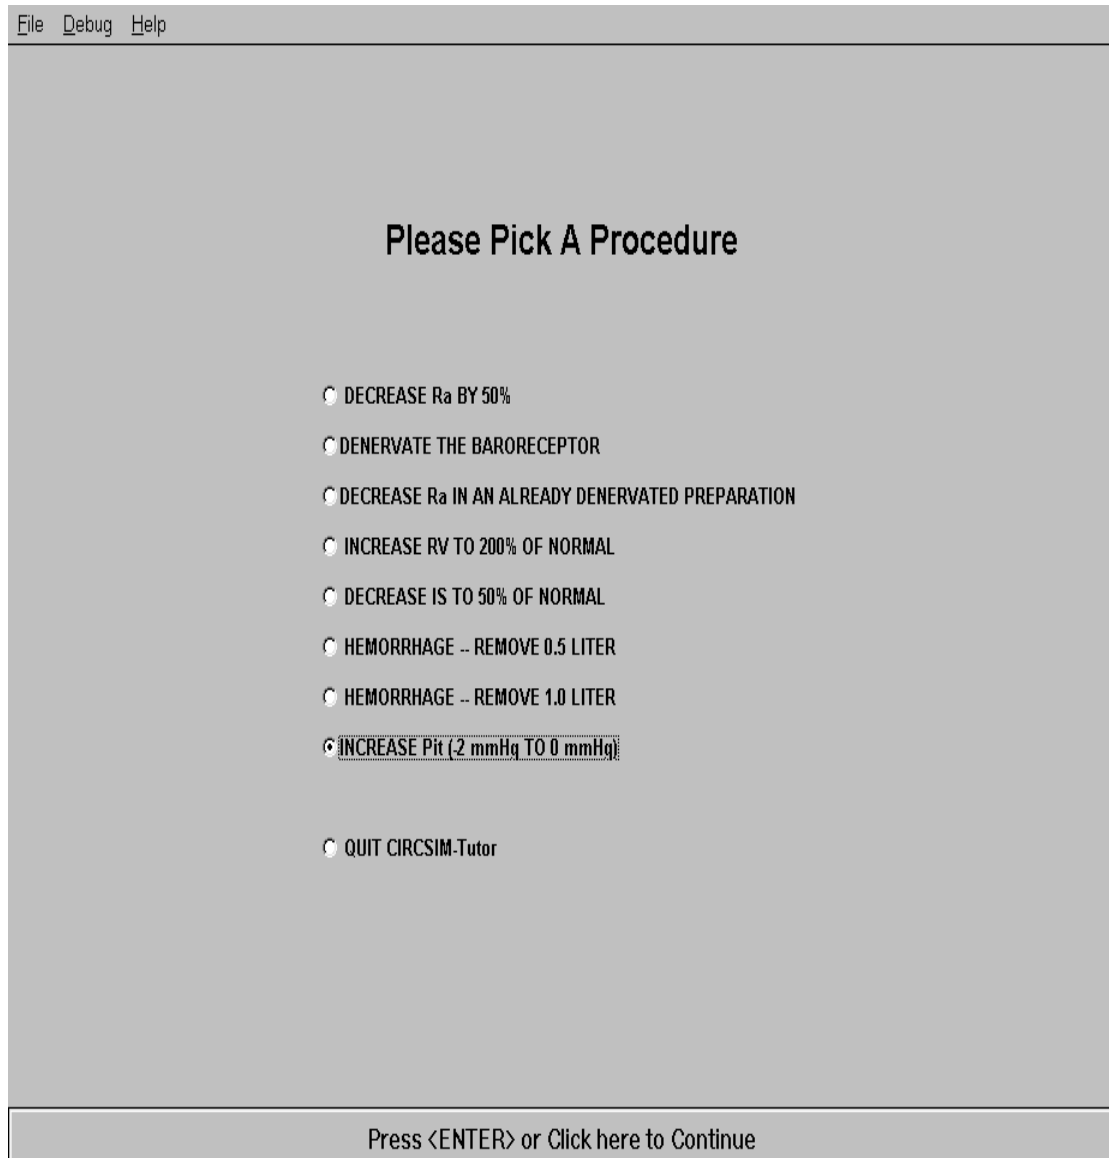 File Debug Help
Please Pick A Procedure
DECREASE Ra BY 50%
DENERVATE THE BARORECEPTOR
DECREASE Ra IN AN ALREADY DENERVATED PREPARATION
INCREASE RV TO 200% OF NORMAL
DECREASE IS TO 50% OF NORMAL
HEMORRHAGE -- REMOVE 0.5 LITER
HEMORRHAGE -- REMOVE 1.0 LITER
INCREASE Pit (-2 mmHg TO 0 mmHg)
QUIT CIRCSIM-Tutor
Press <ENTER> or Click here to Continue